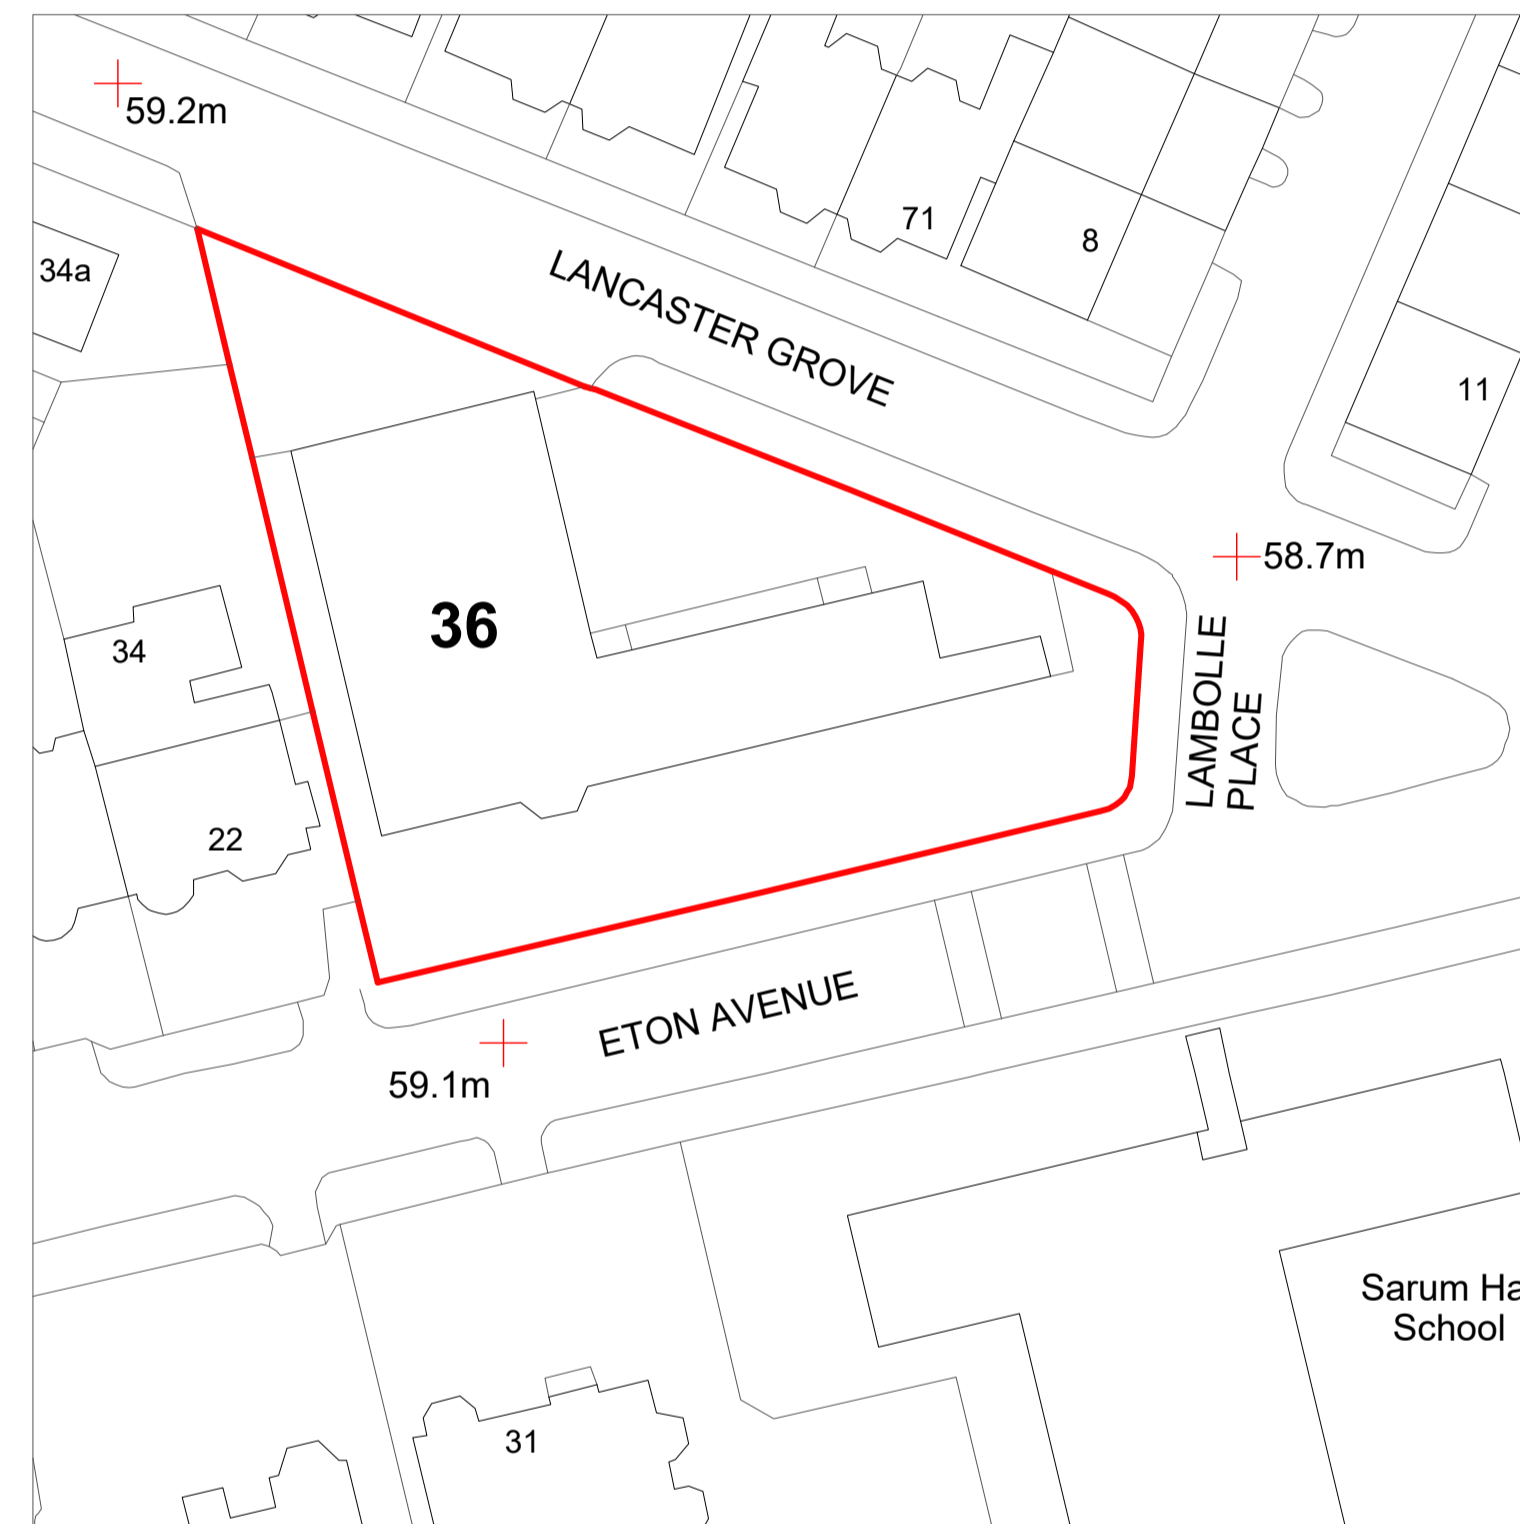 59.2m
71
8
34a
LANCASTER GROVE
11
58.7m
36
34
LAMBOLLE
PLACE
22
ETON AVENUE
59.1m
Sarum Ha
School
31